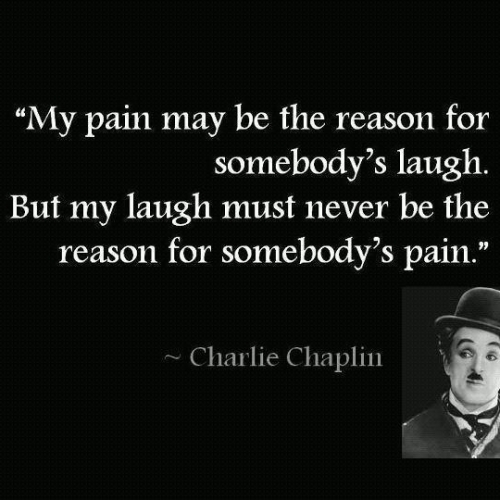 “My pain may be the reason for
somebody’s laugh.
But my laugh must never be the
reason for somebody’s pain.”
~ Charlie Chaplin